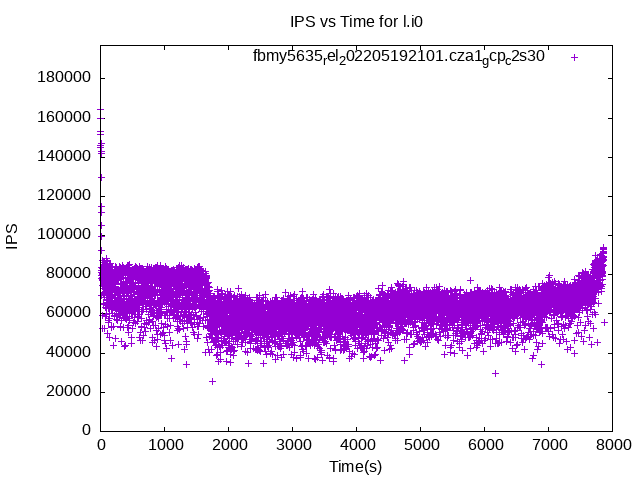 IPS vs Time for l.i0
fbmy5635rel202205192101.cza1gcpc2s30
180000
160000
140000
120000
100000
80000
60000
40000
20000
0
IPS
0 1000 2000 3000 4000 5000 6000 7000 8000
Time(s)